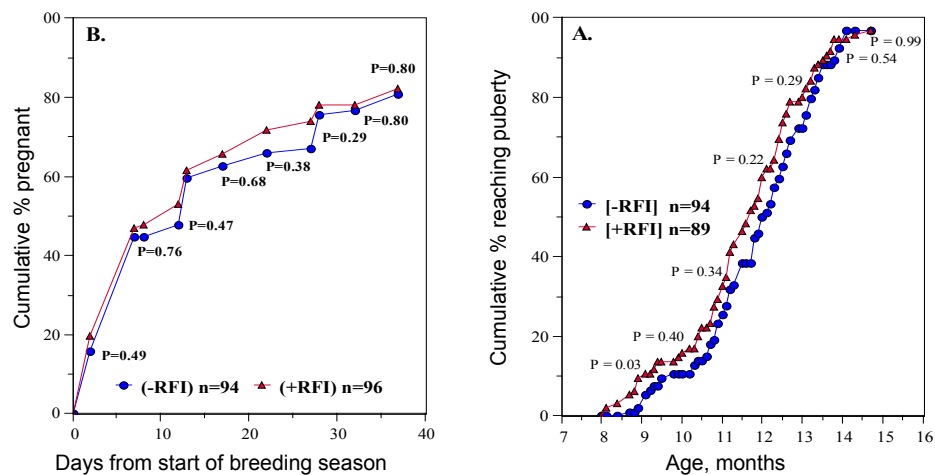 B.
Cumulative % pregnant
00
80
60
40
20
0
P=0.80
P=0.80
P=0.29
P=0.38
P=0.68
P=0.47
P=0.76
P=0.49
(-RFI) n=94
(+RFI) n=96
0
10
20
30
40
Days from start of breeding season
A.
Cumulative % reaching puberty
00
80
60
40
20
0
P = 0.99
P = 0.54
P = 0.29
P = 0.22
[-RFI] n=94
[+RFI] n=89
P = 0.34
P = 0.40
P = 0.03
7
8
9
10
11
12
13
14
15
16
Age, months